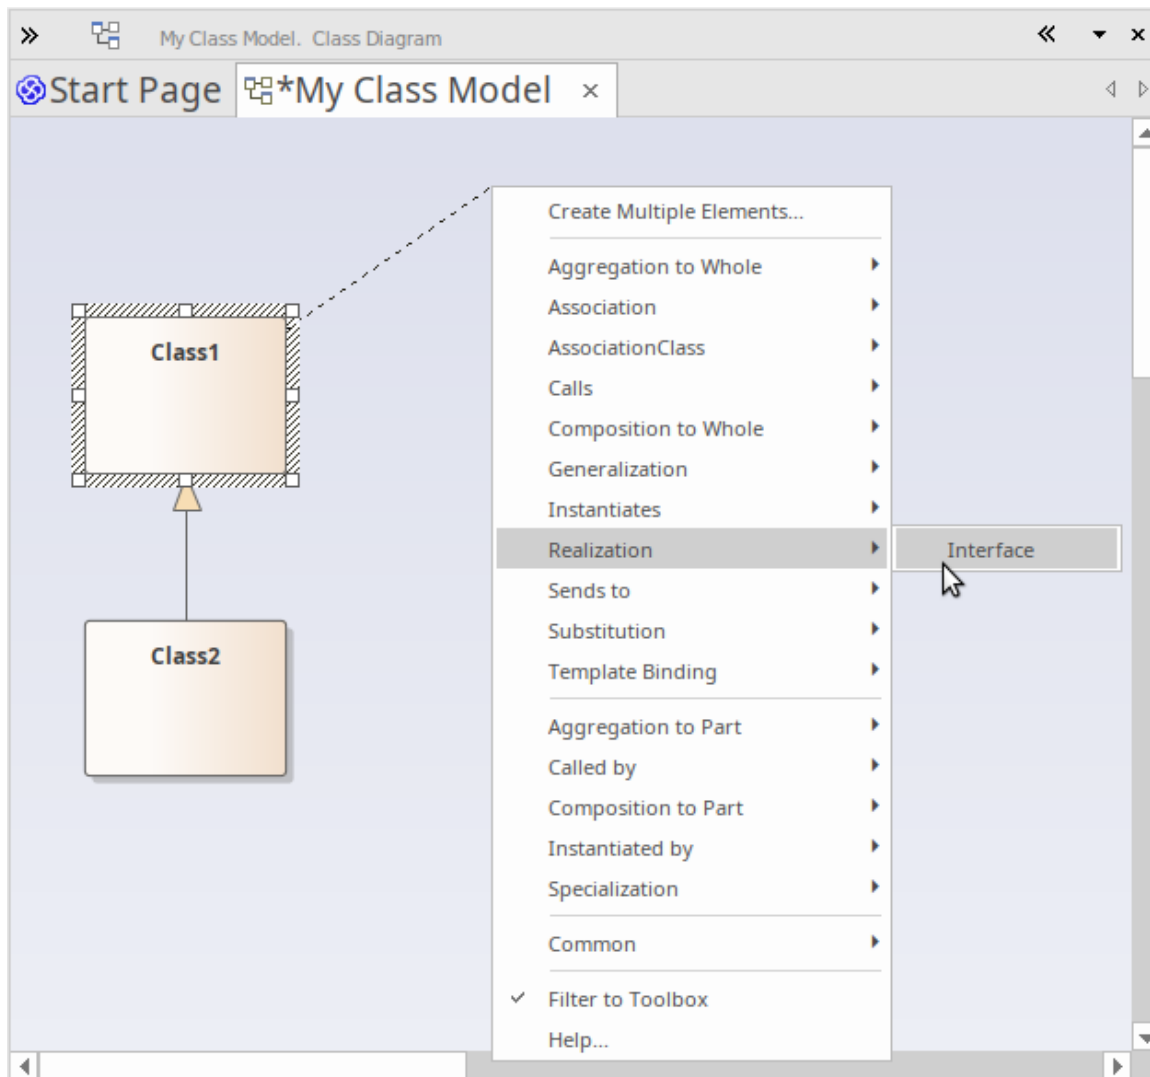 My Class Model.  Class Diagram
Start Page
*My Class Model
Class1
Class2
Create Multiple Elements...
Aggregation to Whole
Association
AssociationClass
Calls
Composition to Whole
Generalization
Instantiates
Realization
Interface
Sends to
Substitution
Template Binding
Aggregation to Part
Called by
Composition to Part
Instantiated by
Specialization
Common
Filter to Toolbox
Help...